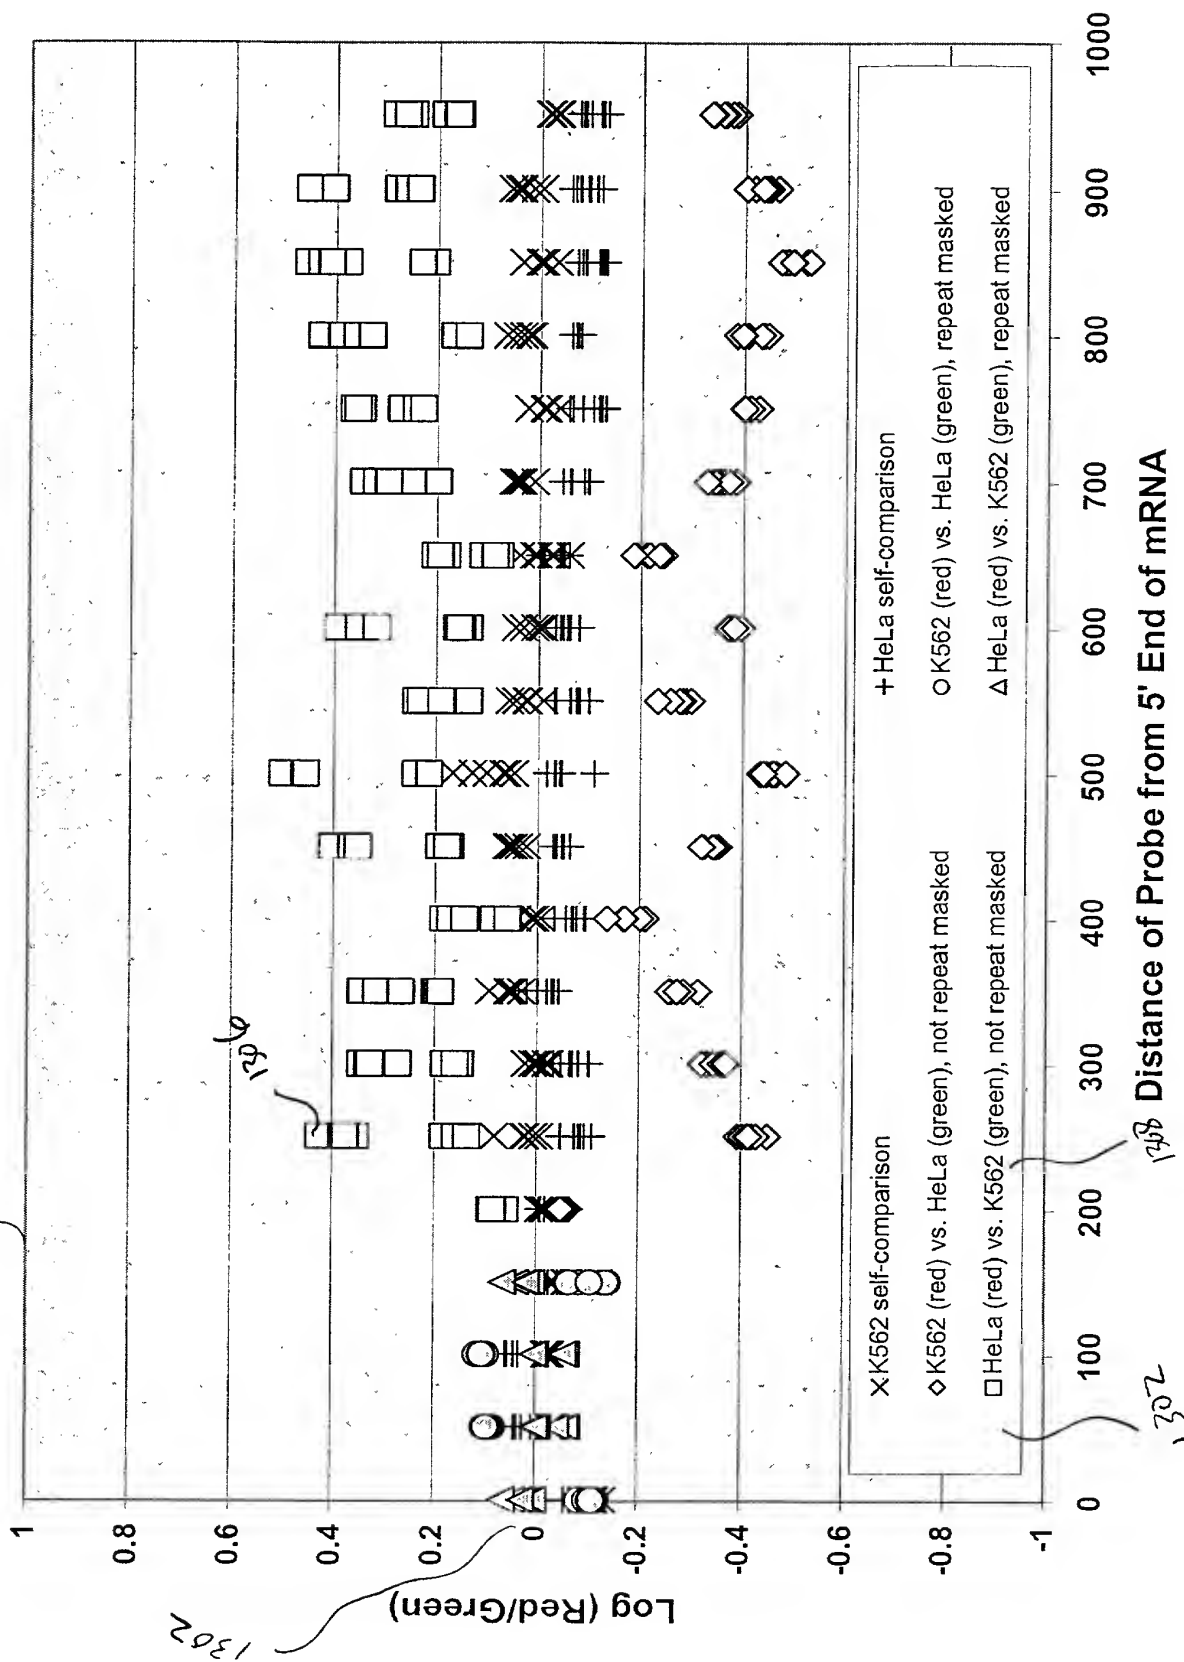 1
0.8
0.6
0.4
0.2
0
-0.2
-0.4
-0.6
-0.8
-1
Log (Red/Green)
1302
1306
X K562 self-comparison
+ HeLa self-comparison
◇ K562 (red) vs. HeLa (green), not repeat masked
○ K562 (red) vs. HeLa (green), repeat masked
□ HeLa (red) vs. K562 (green), not repeat masked
△ HeLa (red) vs. K562 (green), repeat masked
0 100 200 300 400 500 600 700 800 900 1000
Distance of Probe from 5' End of mRNA
1302
1308